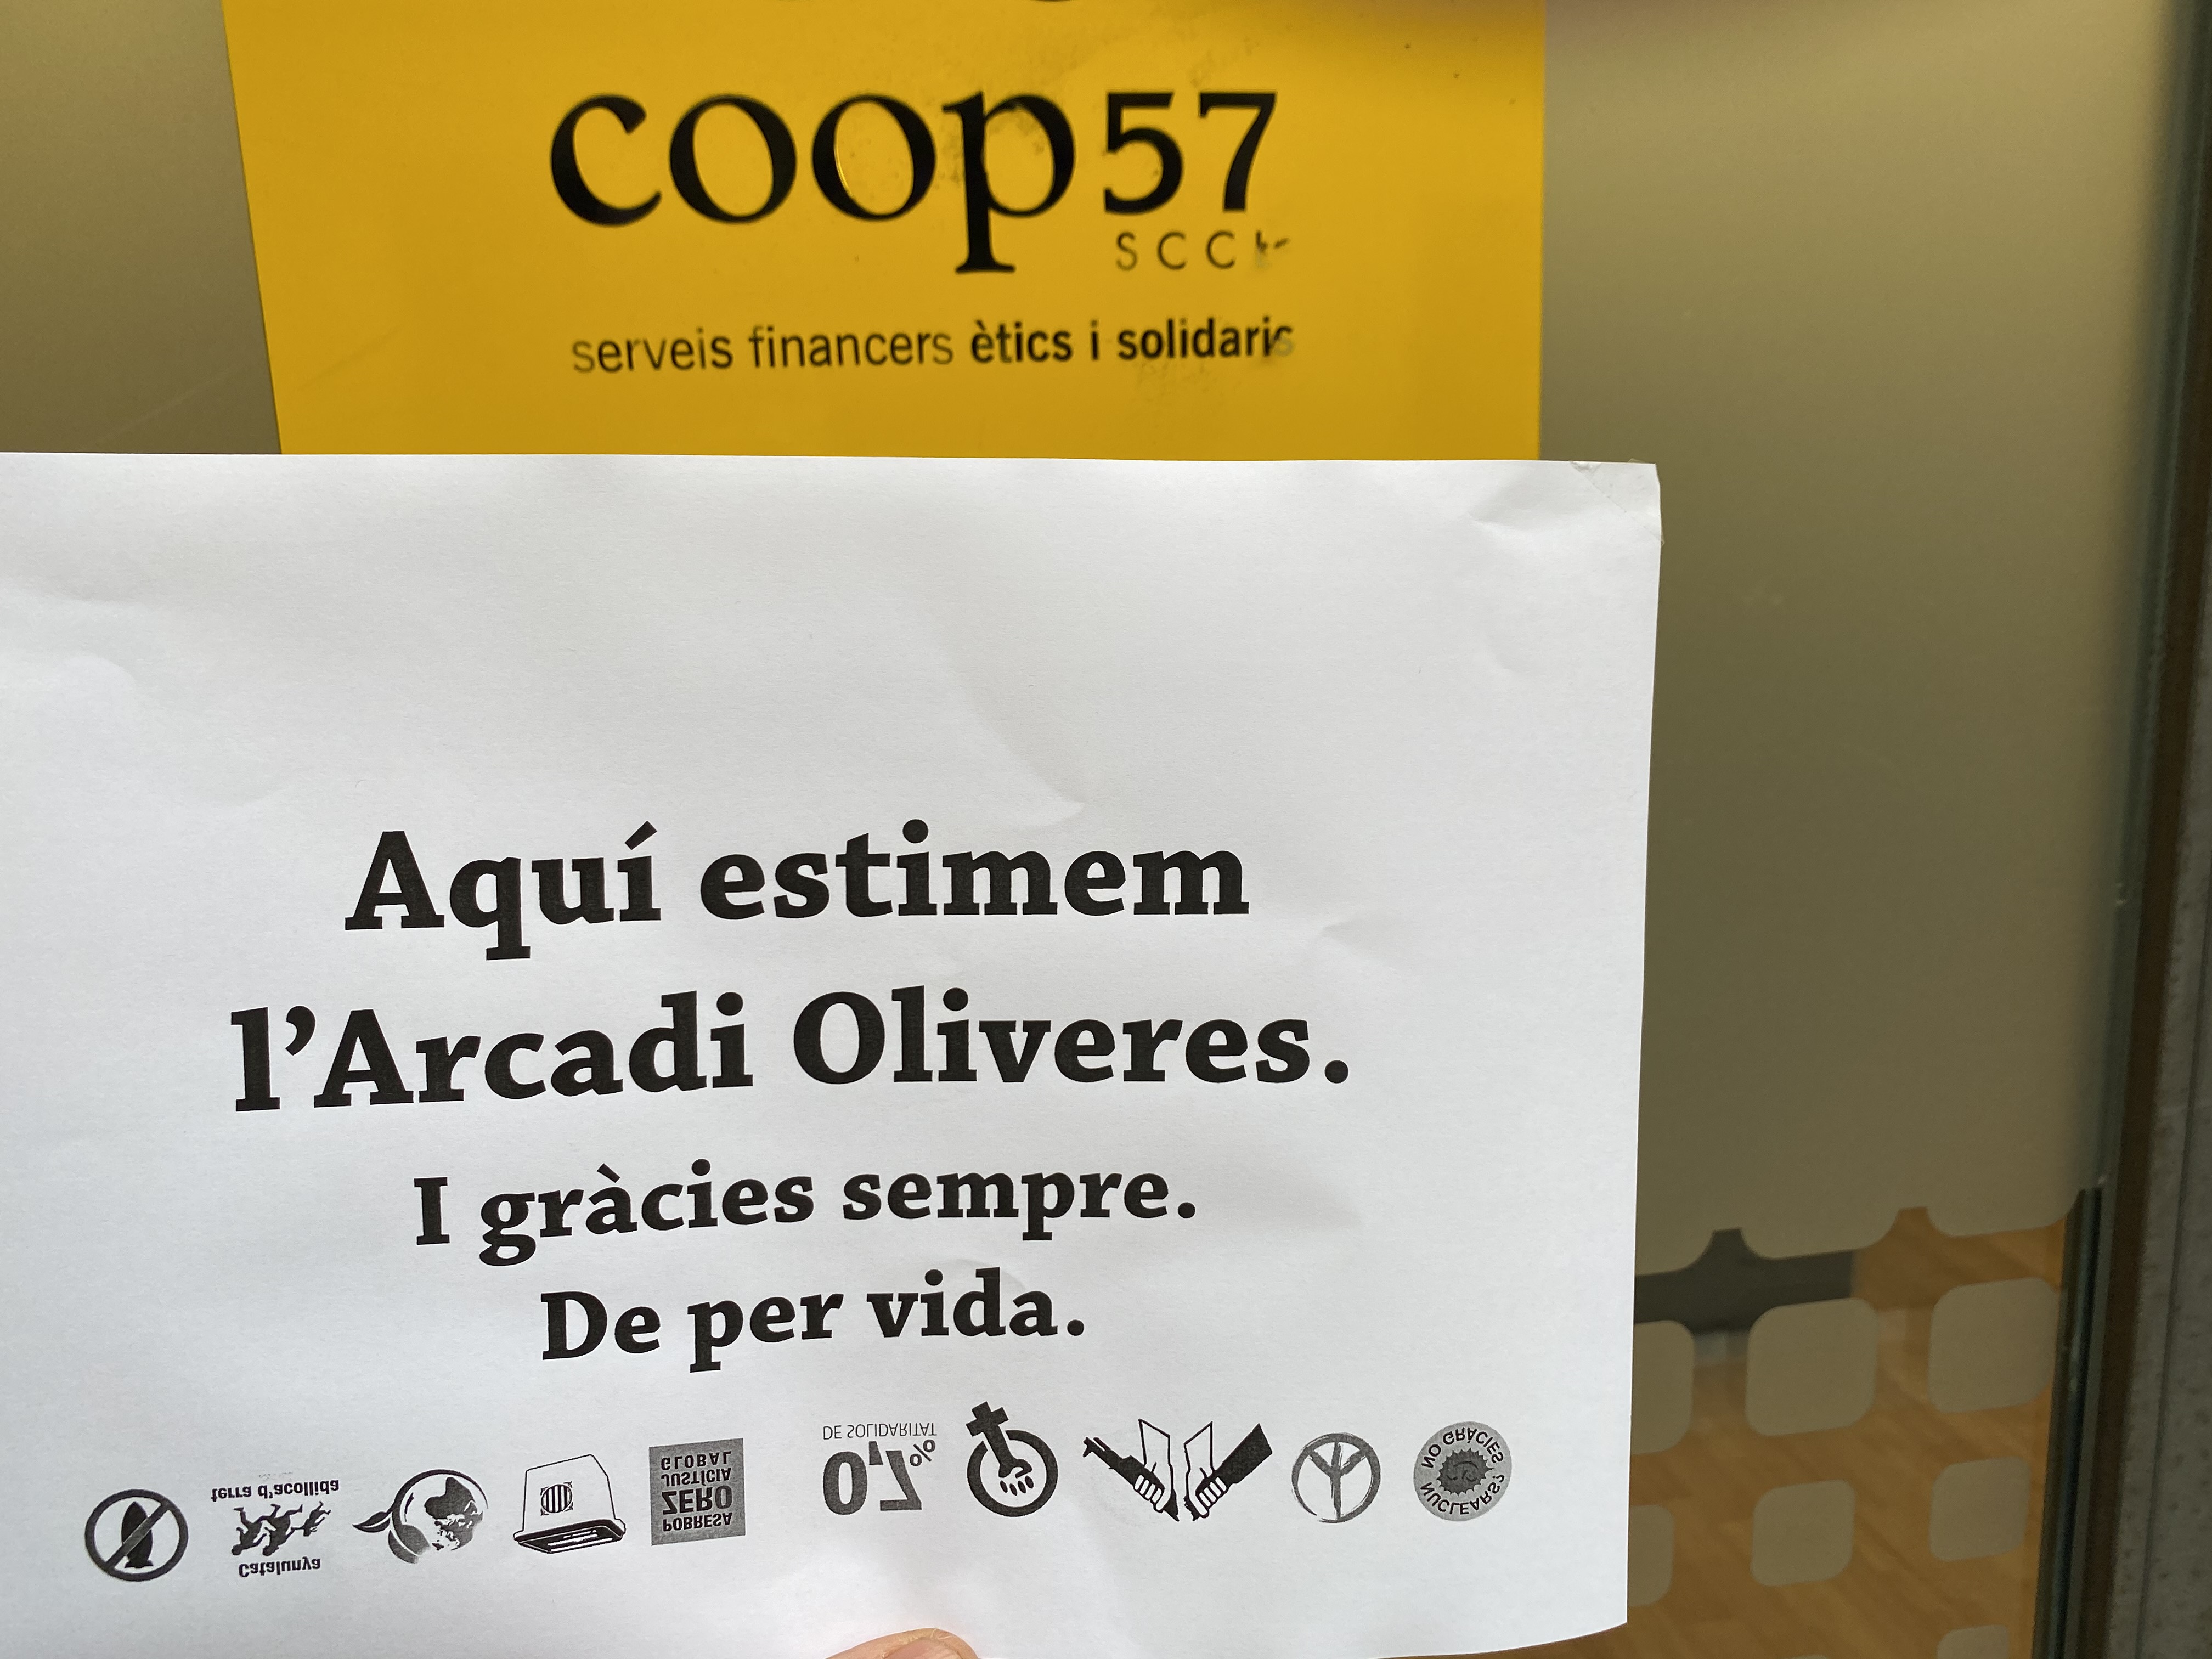 coop57
SCC
serveis financers ètics i solidaris
Aquí estimem
l’Arcadi Oliveres.
I gràcies sempre.
De per vida.
terra d'acollida
Catalunya
POBRESA
ZERO
JUSTÍCIA
GLOBAL
0,7%
DE SOLIDARITAT
NUCLEARS?
NO GRÀCIES